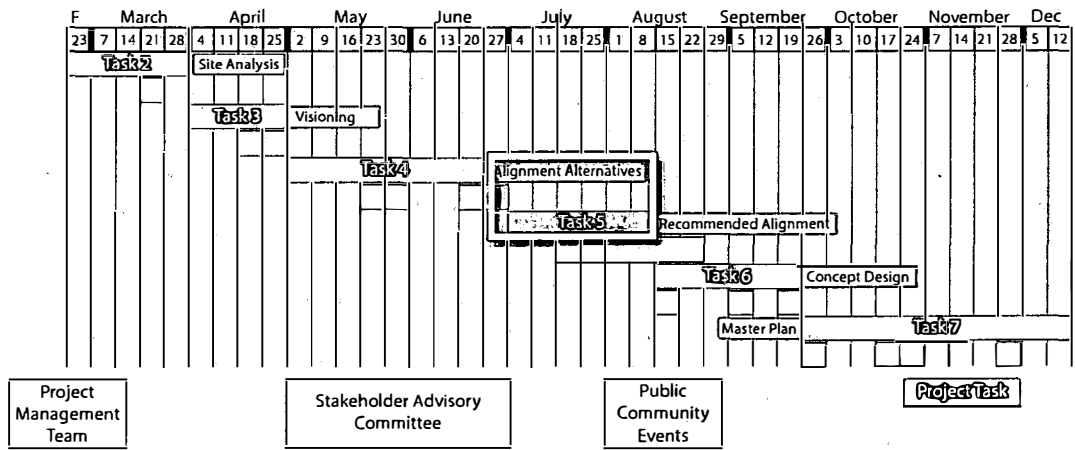 F March April May June July August September October November Dec
23 7 14 21 28 4 11 18 25 2 9 16 23 30 6 13 20 27 4 11 18 25 1 8 15 22 29 5 12 19 26 3 10 17 24 7 14 21 28 5 12
Task 2 Site Analysis
Task 3 Visioning
Task 4 Alignment Alternatives
Task 5 Recommended Alignment
Task 6 Concept Design
Master Plan Task 7
Project
Management
Team
Stakeholder Advisory
Committee
Public
Community
Events
Project Task